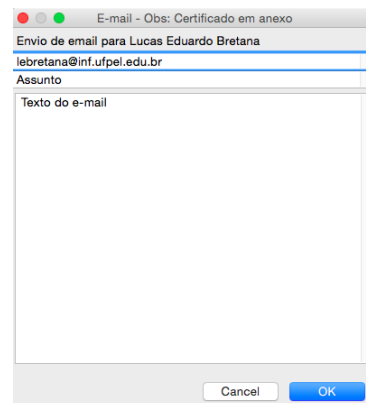 E-mail - Obs: Certificado em anexo
Envio de email para Lucas Eduardo Bretana
lebretana@inf.ufpel.edu.br
Assunto
Texto do e-mail
Cancel OK